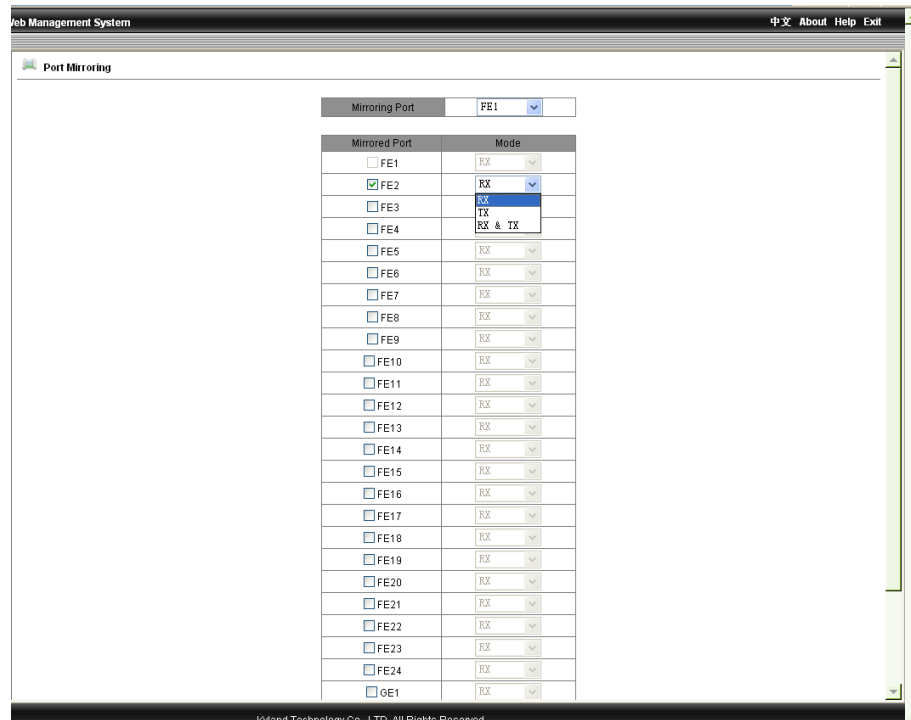 Web Management System 中文 About Help Exit
Port Mirroring
Mirroring Port FE1
Mirrored Port Mode
FE1 RX
FE2 RX
RX
FE3
TX
FE4 RX & TX
FE5 RX
FE6 RX
FE7 RX
FE8 RX
FE9 RX
FE10 RX
FE11 RX
FE12 RX
FE13 RX
FE14 RX
FE15 RX
FE16 RX
FE17 RX
FE18 RX
FE19 RX
FE20 RX
FE21 RX
FE22 RX
FE23 RX
FE24 RX
GE1 RX
Kyland Technology Co., LTD. All Rights Reserved